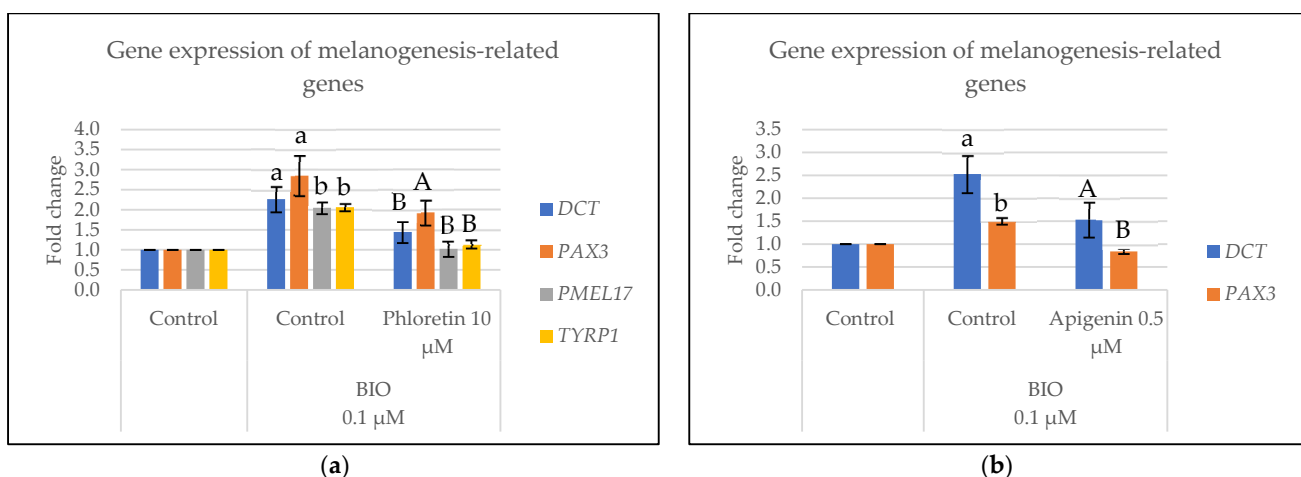 Gene expression of melanogenesis-related
genes
Fold change
4.0
3.5
3.0
2.5
2.0
1.5
1.0
0.5
0.0
a
a
b
b
B
A
B
B
Control
Control
Phloretin 10
µM
BIO
0.1 µM
DCT
PAX3
PMEL17
TYRP1
(a)
Gene expression of melanogenesis-related
genes
Fold change
3.5
3.0
2.5
2.0
1.5
1.0
0.5
0.0
a
b
A
B
Control
Control
Apigenin 0.5
µM
BIO
0.1 µM
DCT
PAX3
(b)